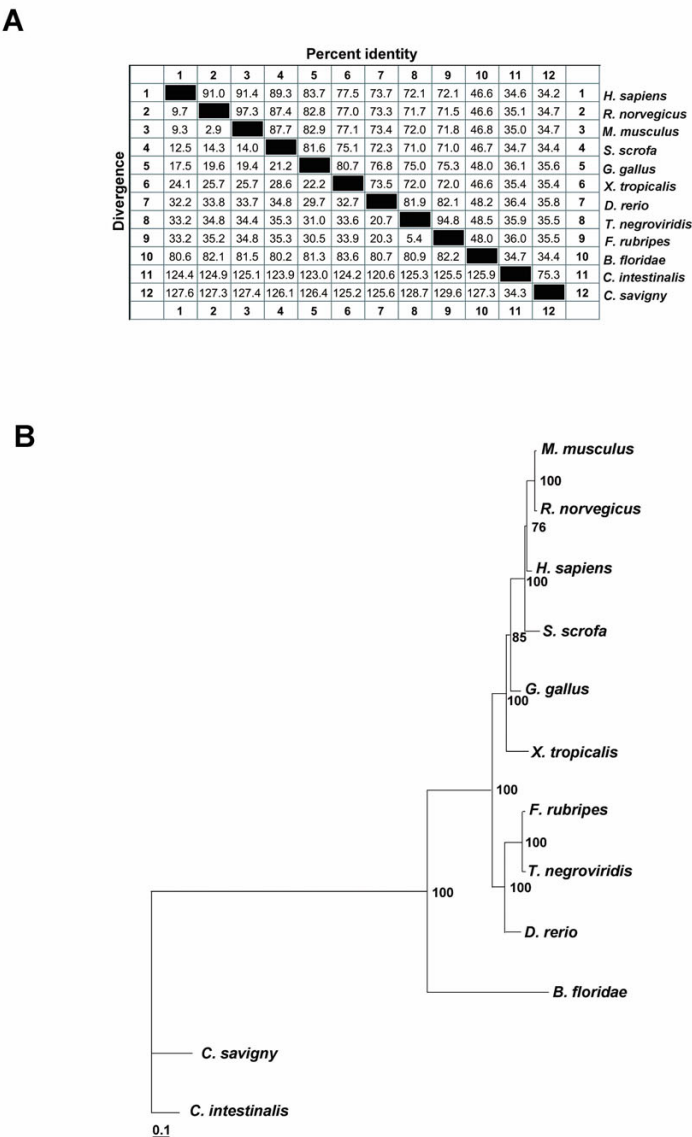 A
Percent identity
1 2 3 4 5 6 7 8 9 10 11 12
1 91.0 91.4 89.3 83.7 77.5 73.7 72.1 72.1 46.6 34.6 34.2 1 H. sapiens
2 9.7 97.3 87.4 82.8 77.0 73.3 71.7 71.5 46.6 35.1 34.7 2 R. norvegicus
3 9.3 2.9 87.7 82.9 77.1 73.4 72.0 71.8 46.8 35.0 34.7 3 M. musculus
4 12.5 14.3 14.0 81.6 75.1 72.3 71.0 71.0 46.7 34.7 34.4 4 S. scrofa
5 17.5 19.6 19.4 21.2 80.7 76.8 75.0 75.3 48.0 36.1 35.6 5 G. gallus
6 24.1 25.7 25.7 28.6 22.2 73.5 72.0 72.0 46.6 35.4 35.4 6 X. tropicalis
7 32.2 33.8 33.7 34.8 29.7 32.7 81.9 82.1 48.2 36.4 35.8 7 D. rerio
8 33.2 34.8 34.4 35.3 31.0 33.6 20.7 94.8 48.5 35.9 35.5 8 T. negroviridis
9 33.2 35.2 34.8 35.3 30.5 33.9 20.3 5.4 48.0 36.0 35.5 9 F. rubripes
10 80.6 82.1 81.5 80.2 81.3 83.6 80.7 80.9 82.2 34.7 34.4 10 B. floridae
11 124.4 124.9 125.1 123.9 123.0 124.2 120.6 125.3 125.5 125.9 75.3 11 C. intestinalis
12 127.6 127.3 127.4 126.1 126.4 125.2 125.6 128.7 129.6 127.3 34.3 12 C. savigny
1 2 3 4 5 6 7 8 9 10 11 12
Divergence
B
M. musculus
100
R. norvegicus
76
H. sapiens
100
S. scrofa
85
G. gallus
100
X. tropicalis
100
F. rubripes
100
T. negroviridis
100
100
D. rerio
B. floridae
C. savigny
C. intestinalis
0.1